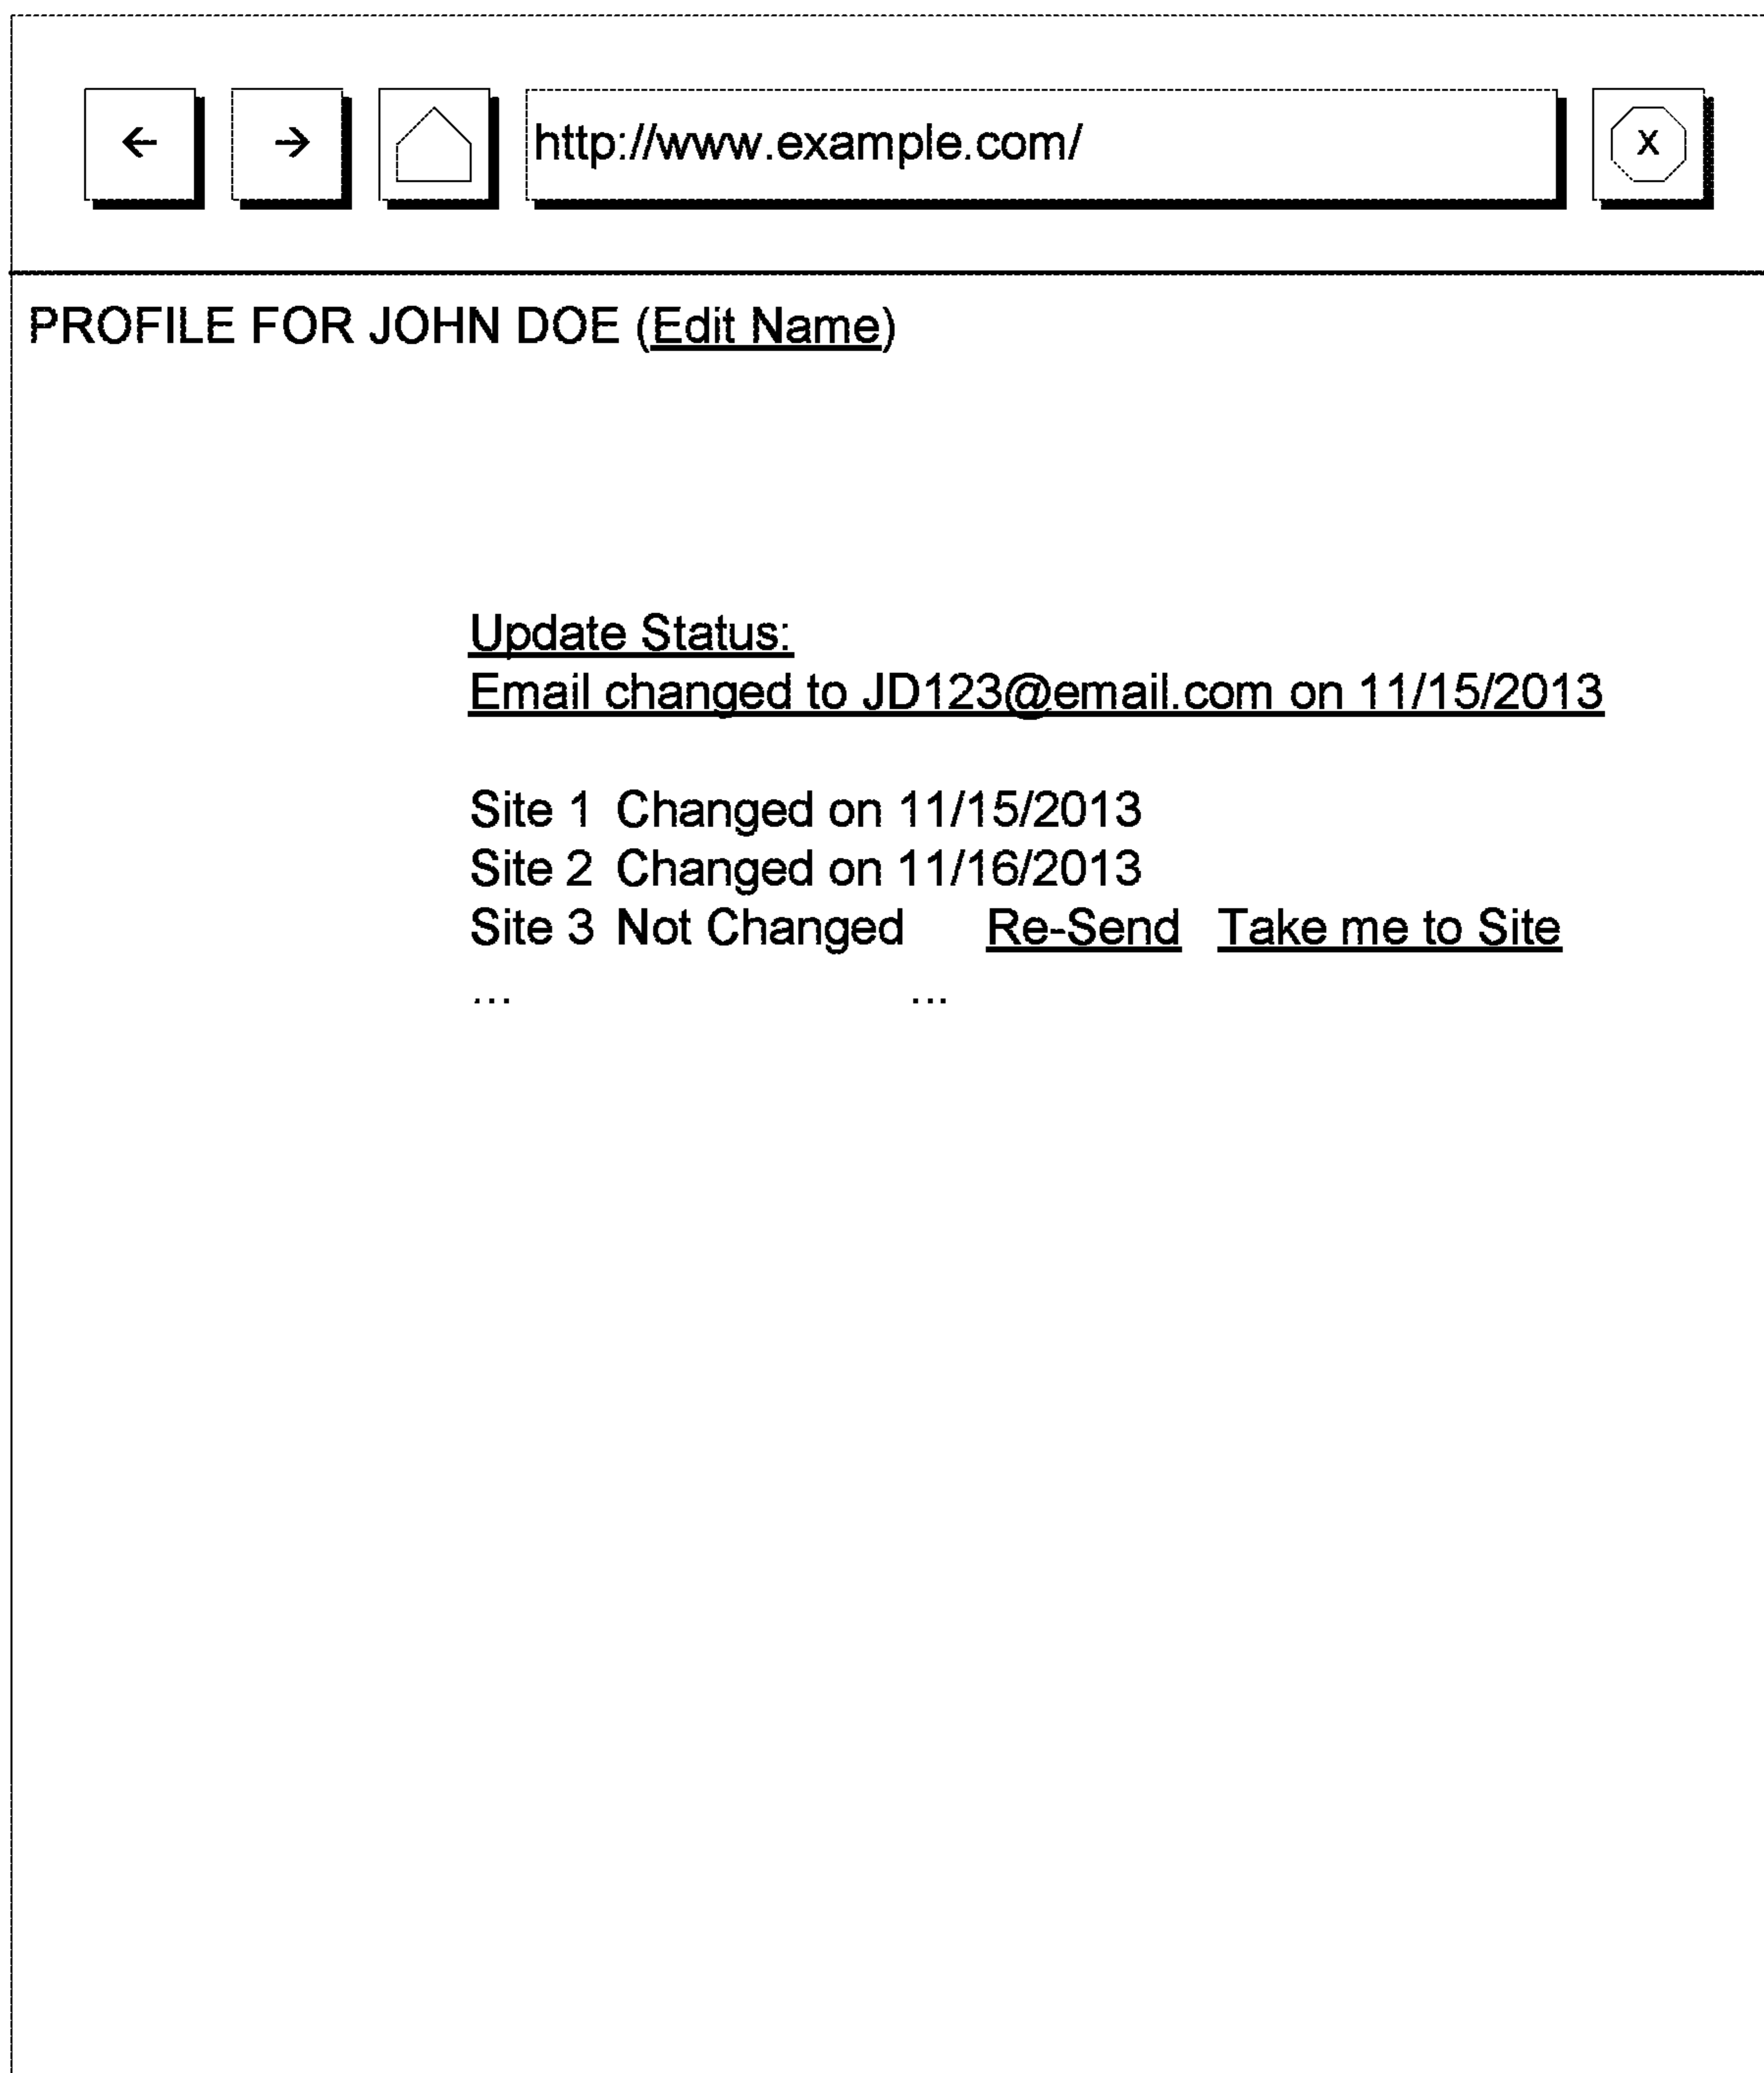 ← → http://www.example.com/ X
PROFILE FOR JOHN DOE (Edit Name)
Update Status:
Email changed to JD123@email.com on 11/15/2013
Site 1 Changed on 11/15/2013
Site 2 Changed on 11/16/2013
Site 3 Not Changed Re-Send Take me to Site
... ...